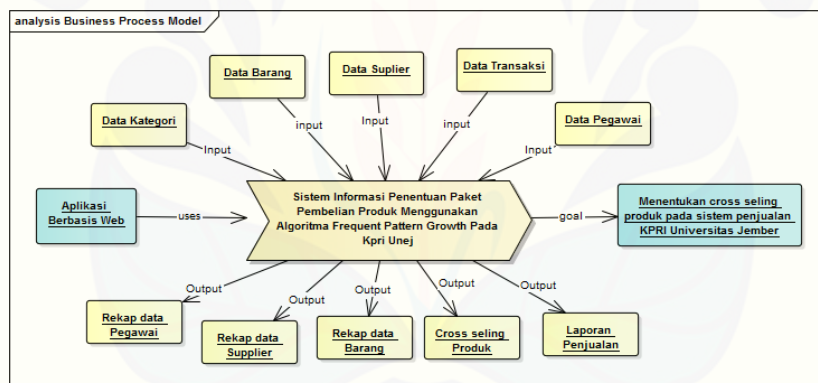 analysis Business Process Model
Data Barang
Data Suplier
Data Transaksi
Data Kategori
Data Pegawai
input
Input
input
Input
Input
Aplikasi
Berbasis Web
uses
Sistem Informasi Penentuan Paket
Pembelian Produk Menggunakan
Algoritma Frequent Pattern Growth Pada
Kpri Unej
goal
Menentukan cross seling
produk pada sistem penjualan
KPRI Universitas Jember
Output
Output
Output
Output
Output
Rekap data
Pegawai
Rekap data
Supplier
Rekap data
Barang
Cross seling
Produk
Laporan
Penjualan